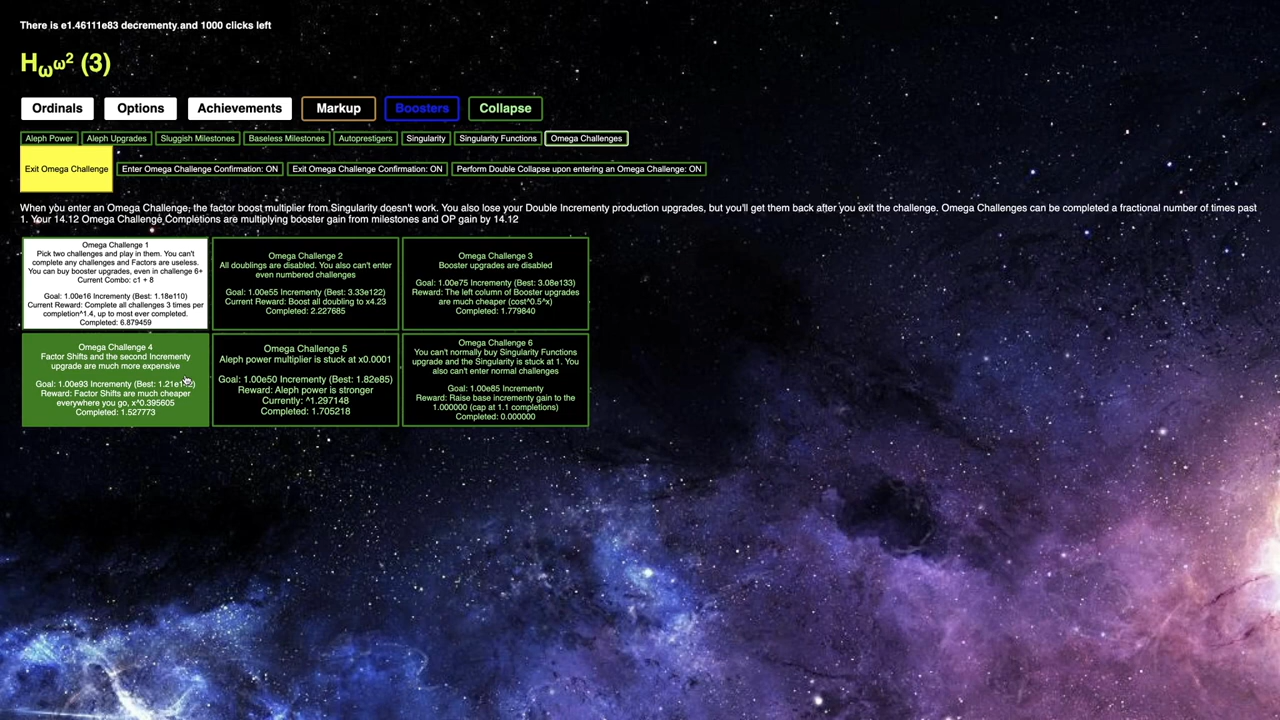 There is e1.46111e83 decrementy and 1000 clicks left
H_ω^ω^2 (3)
Ordinals Options Achievements Markup Boosters Collapse
Aleph Power Aleph Upgrades Sluggish Milestones Baseless Milestones Autoprestigers Singularity Singularity Functions Omega Challenges
Exit Omega Challenge Enter Omega Challenge Confirmation: ON Exit Omega Challenge Confirmation: ON Perform Double Collapse upon entering an Omega Challenge: ON
When you enter an Omega Challenge, the factor boost multiplier from Singularity doesn't work. You also lose your Double Incrementy production upgrades, but you'll get them back after you exit the challenge. Omega Challenges can be completed a fractional number of times past
1. Your 14.12 Omega Challenge Completions are multiplying booster gain from milestones and OP gain by 14.12
Omega Challenge 1
Pick two challenges and play in them. You can't
complete any challenges and Factors are useless.
You can buy booster upgrades, even in challenge 6+
Current Combo: c1 + 8
Goal: 1.00e16 Incrementy (Best: 1.18e110)
Current Reward: Complete all challenges 3 times per
completion^1.4, up to most ever completed.
Completed: 6.879459
Omega Challenge 2
All doublings are disabled. You also can't enter
even numbered challenges
Goal: 1.00e55 Incrementy (Best: 3.33e122)
Current Reward: Boost all doubling to x4.23
Completed: 2.227685
Omega Challenge 3
Booster upgrades are disabled
Goal: 1.00e75 Incrementy (Best: 3.08e133)
Reward: The left column of Booster upgrades
are much cheaper (cost^0.5^x)
Completed: 1.779840
Omega Challenge 4
Factor Shifts and the second Incrementy
upgrade are much more expensive
Goal: 1.00e93 Incrementy (Best:
Reward: Factor Shifts are much cheaper
everywhere you go, x^0.395605
Completed: 1.527773
Omega Challenge 5
Aleph power multiplier is stuck at x0.0001
Goal: 1.00e50 Incrementy (Best: 1.82e85)
Reward: Aleph power is stronger
Currently: ^1.297148
Completed: 1.705218
Omega Challenge 6
You can't normally buy Singularity Functions
upgrade and the Singularity is stuck at 1. You
also can't enter normal challenges
Goal: 1.00e85 Incrementy
Reward: Raise base incrementy gain to the
1.000000 (cap at 1.1 completions)
Completed: 0.000000